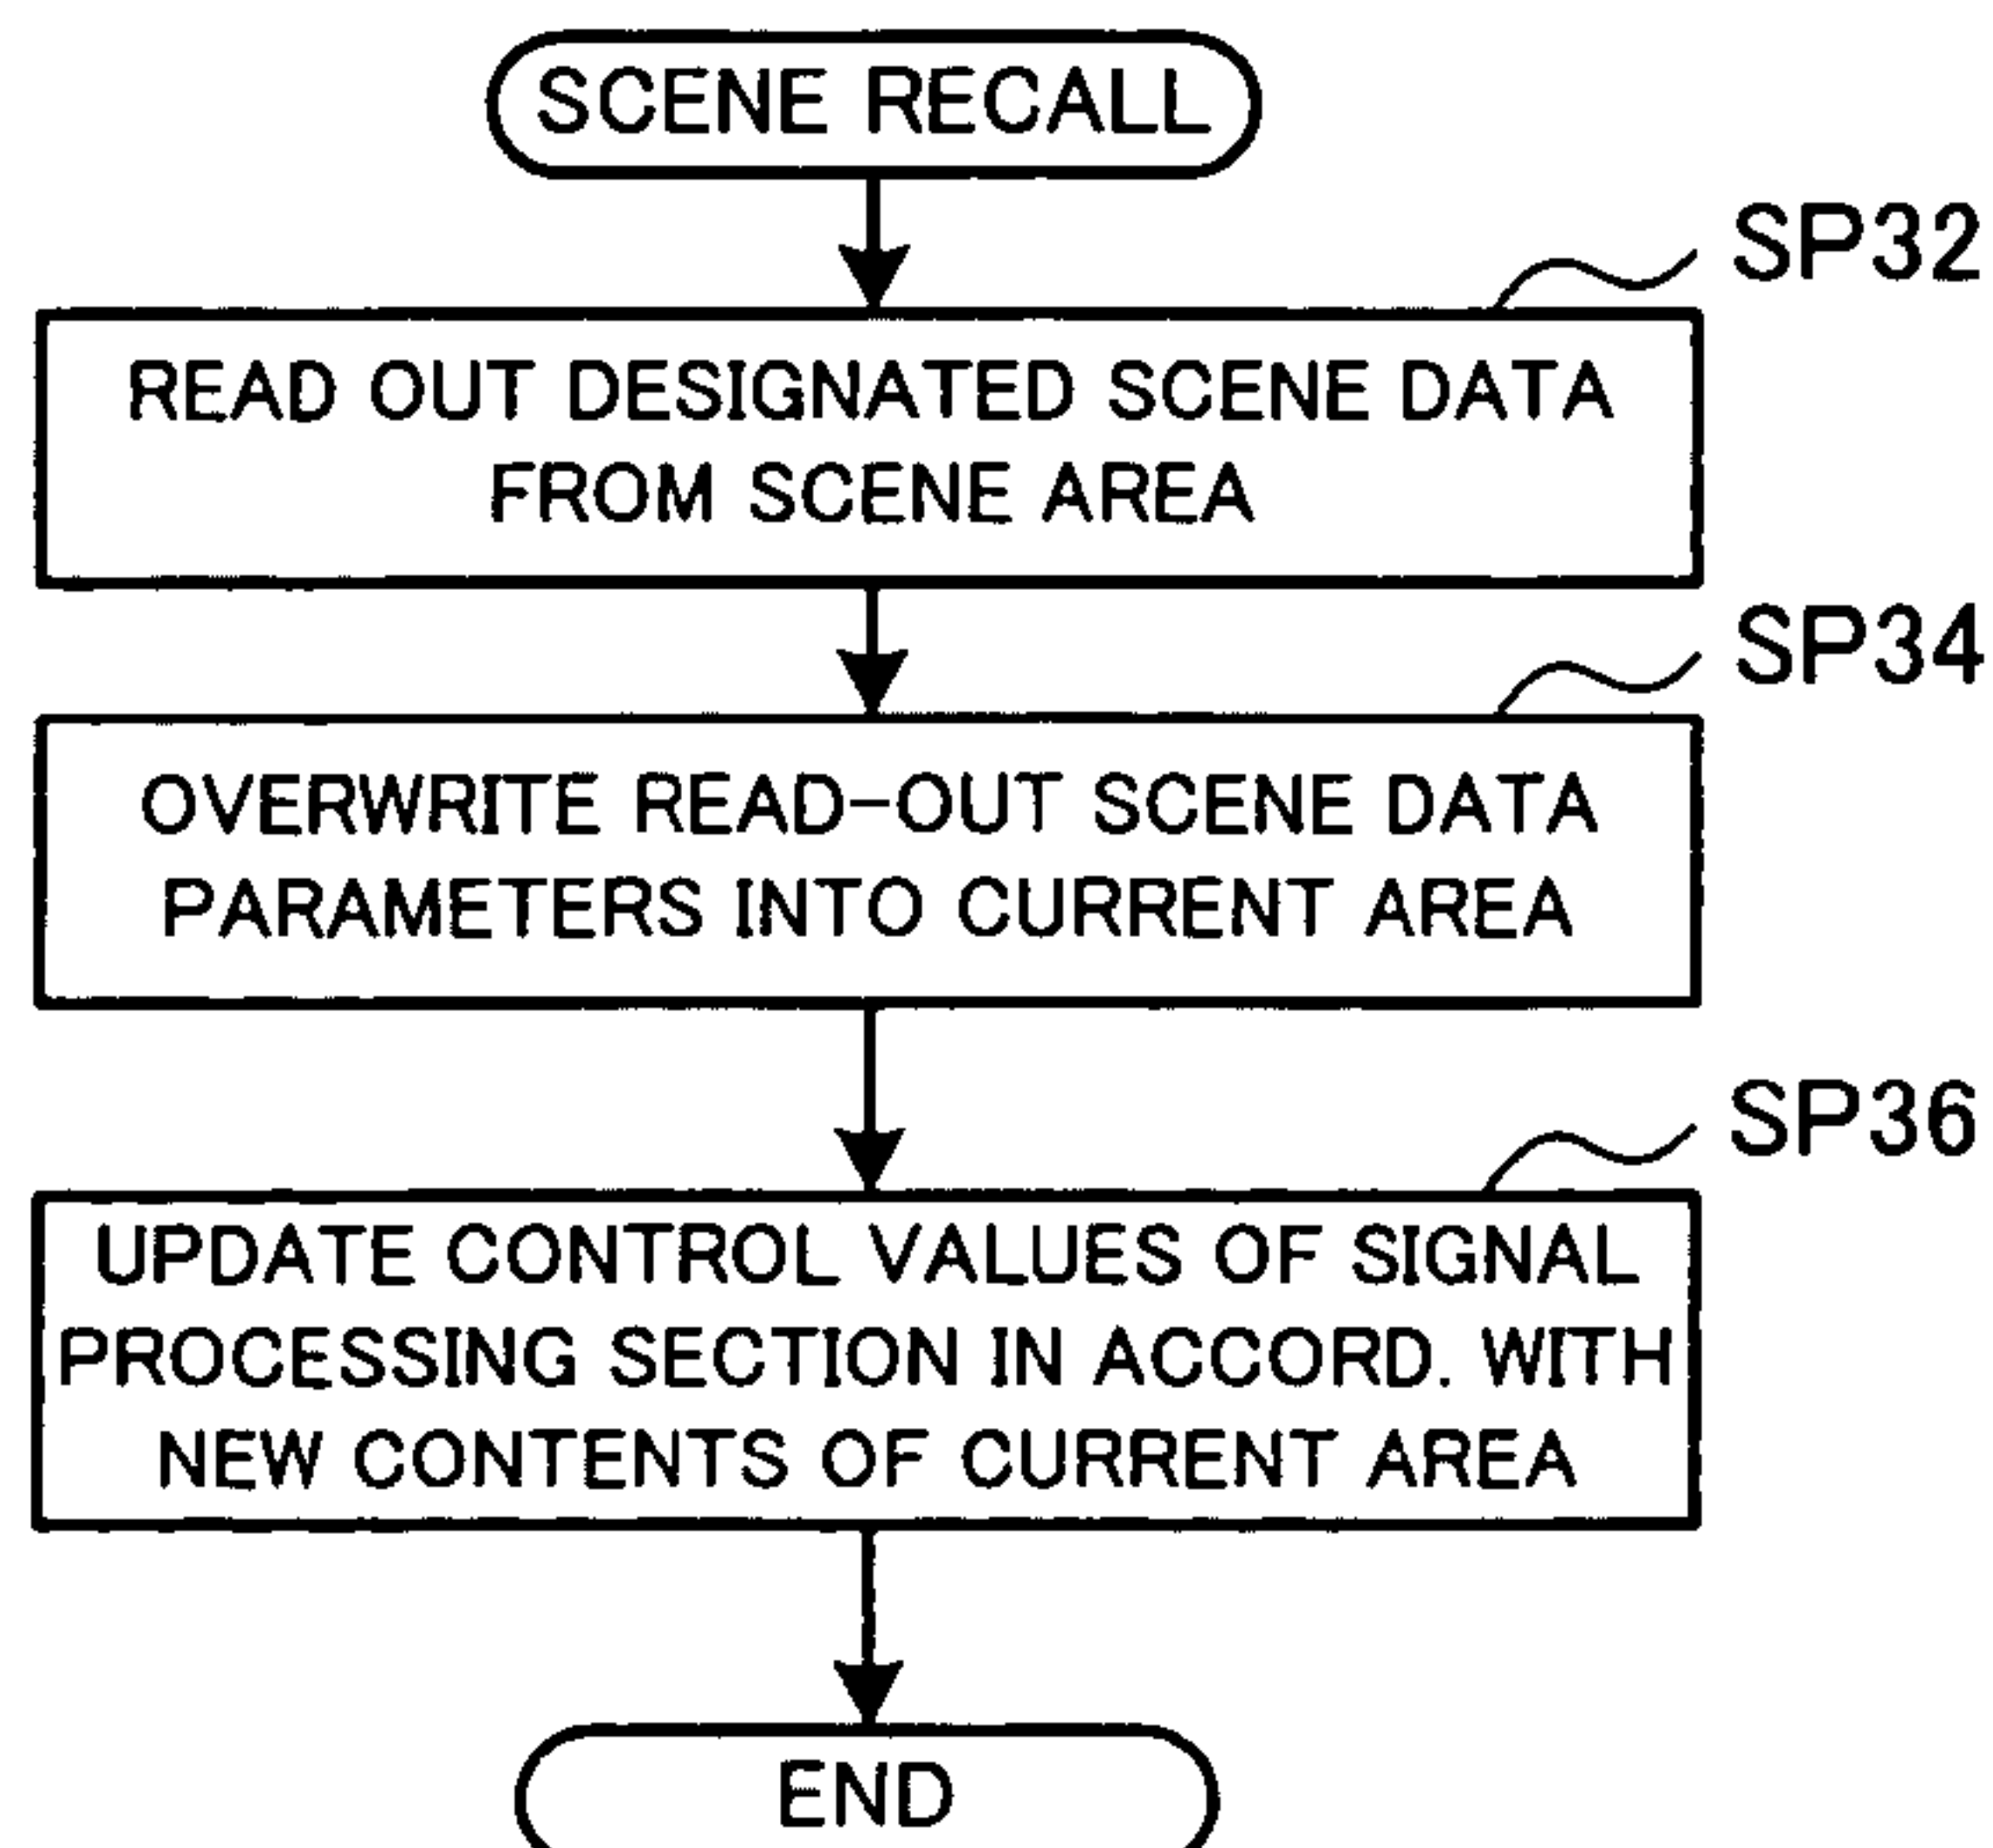 SCENE RECALL
SP32
READ OUT DESIGNATED SCENE DATA
FROM SCENE AREA
SP34
OVERWRITE READ-OUT SCENE DATA
PARAMETERS INTO CURRENT AREA
SP36
UPDATE CONTROL VALUES OF SIGNAL
PROCESSING SECTION IN ACCORD. WITH
NEW CONTENTS OF CURRENT AREA
END